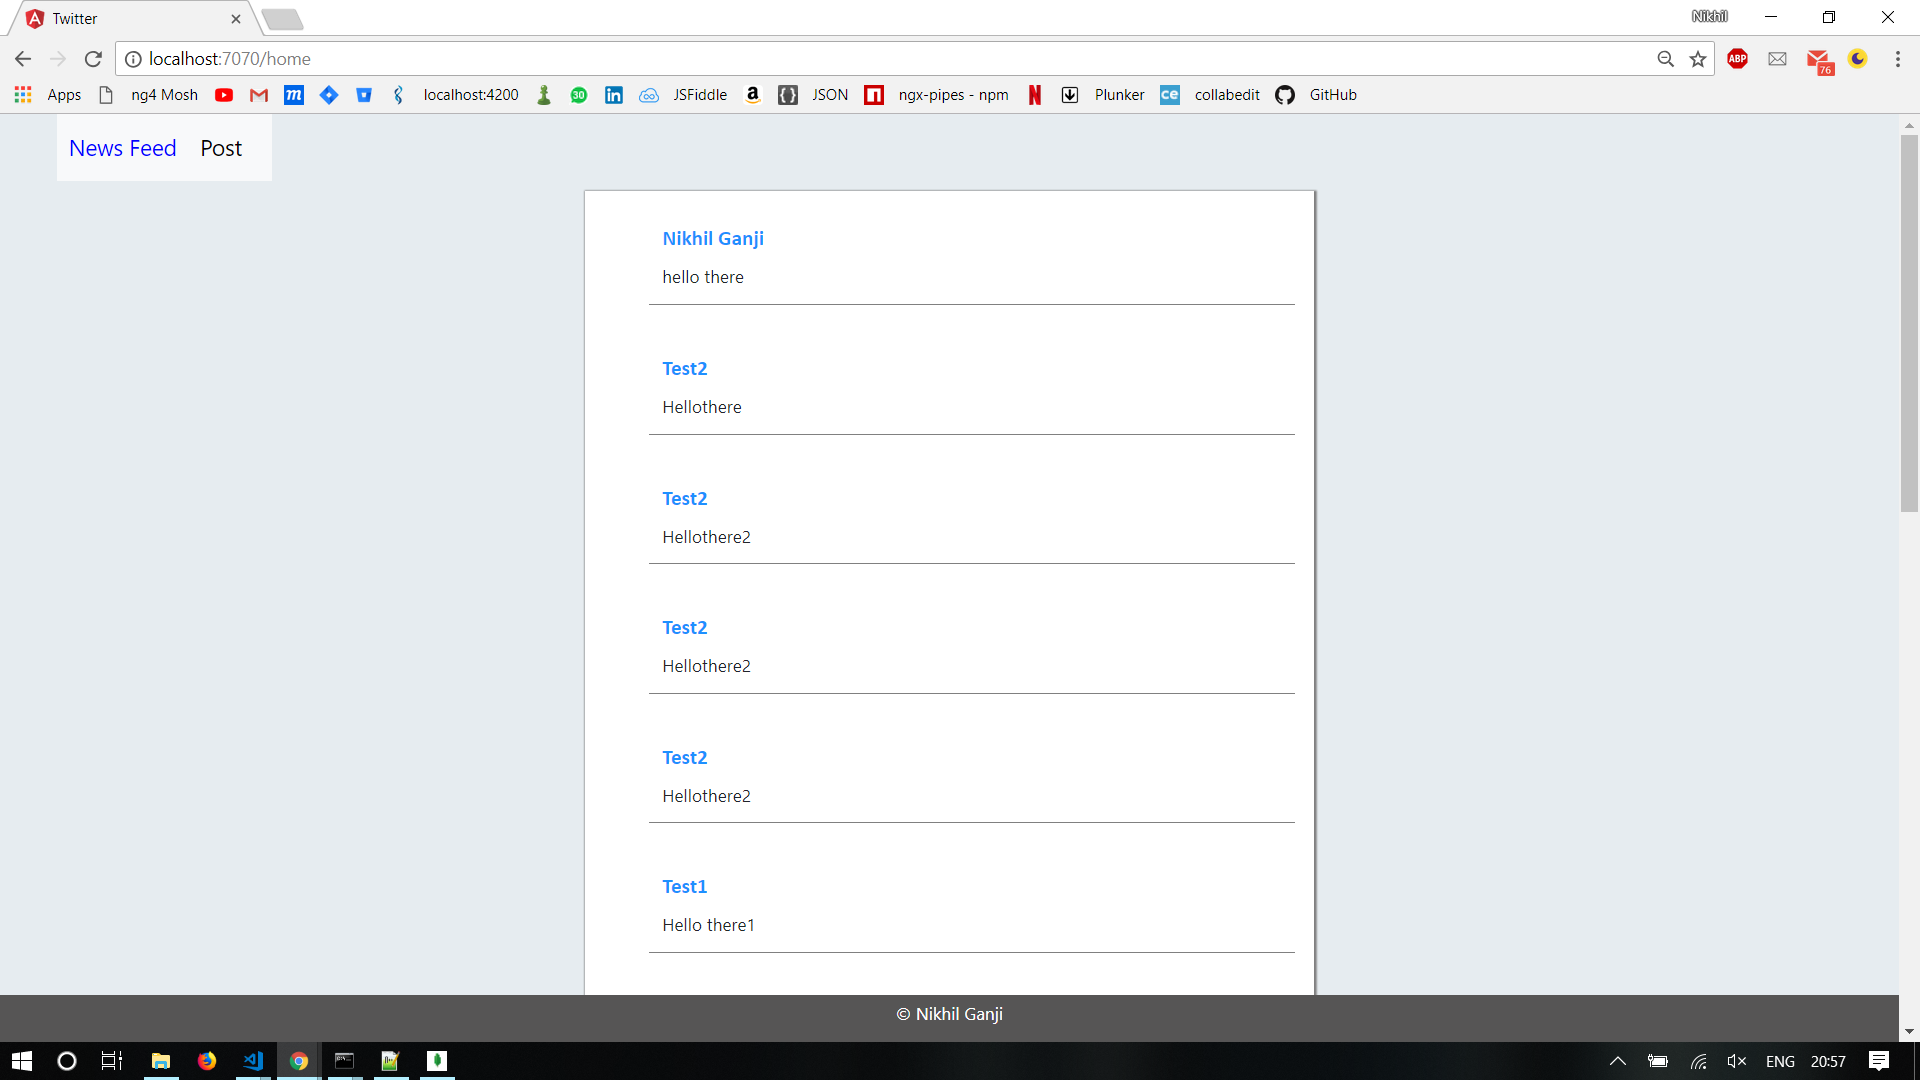 Twitter
Nikhil
localhost:7070/home
ABP
76
Apps
ng4 Mosh
m
30
in
localhost:4200
JSFiddle
a
{ }
JSON
n
ngx-pipes - npm
N
Plunker
ce
collabedit
GitHub
News Feed
Post
Nikhil Ganji
hello there
Test2
Hellothere
Test2
Hellothere2
Test2
Hellothere2
Test2
Hellothere2
Test1
Hello there1
© Nikhil Ganji
ENG
20:57